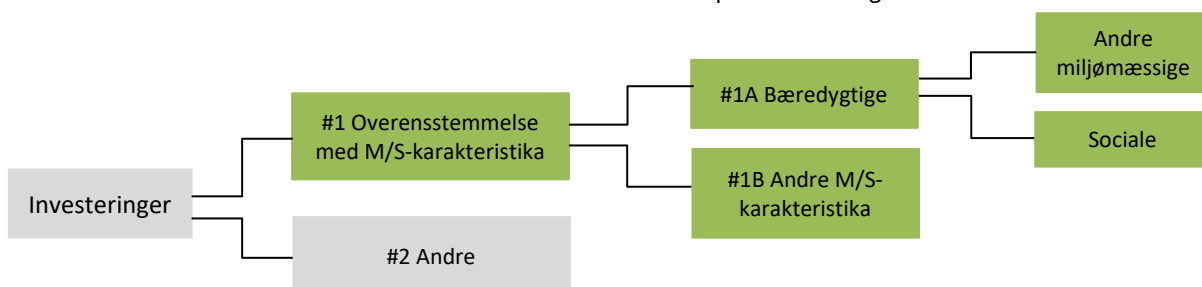 Andre
miljømæssige
#1A Bæredygtige
#1 Overensstemmelse
med M/S-karakteristika
Sociale
#1B Andre M/S-
karakteristika
Investeringer
#2 Andre